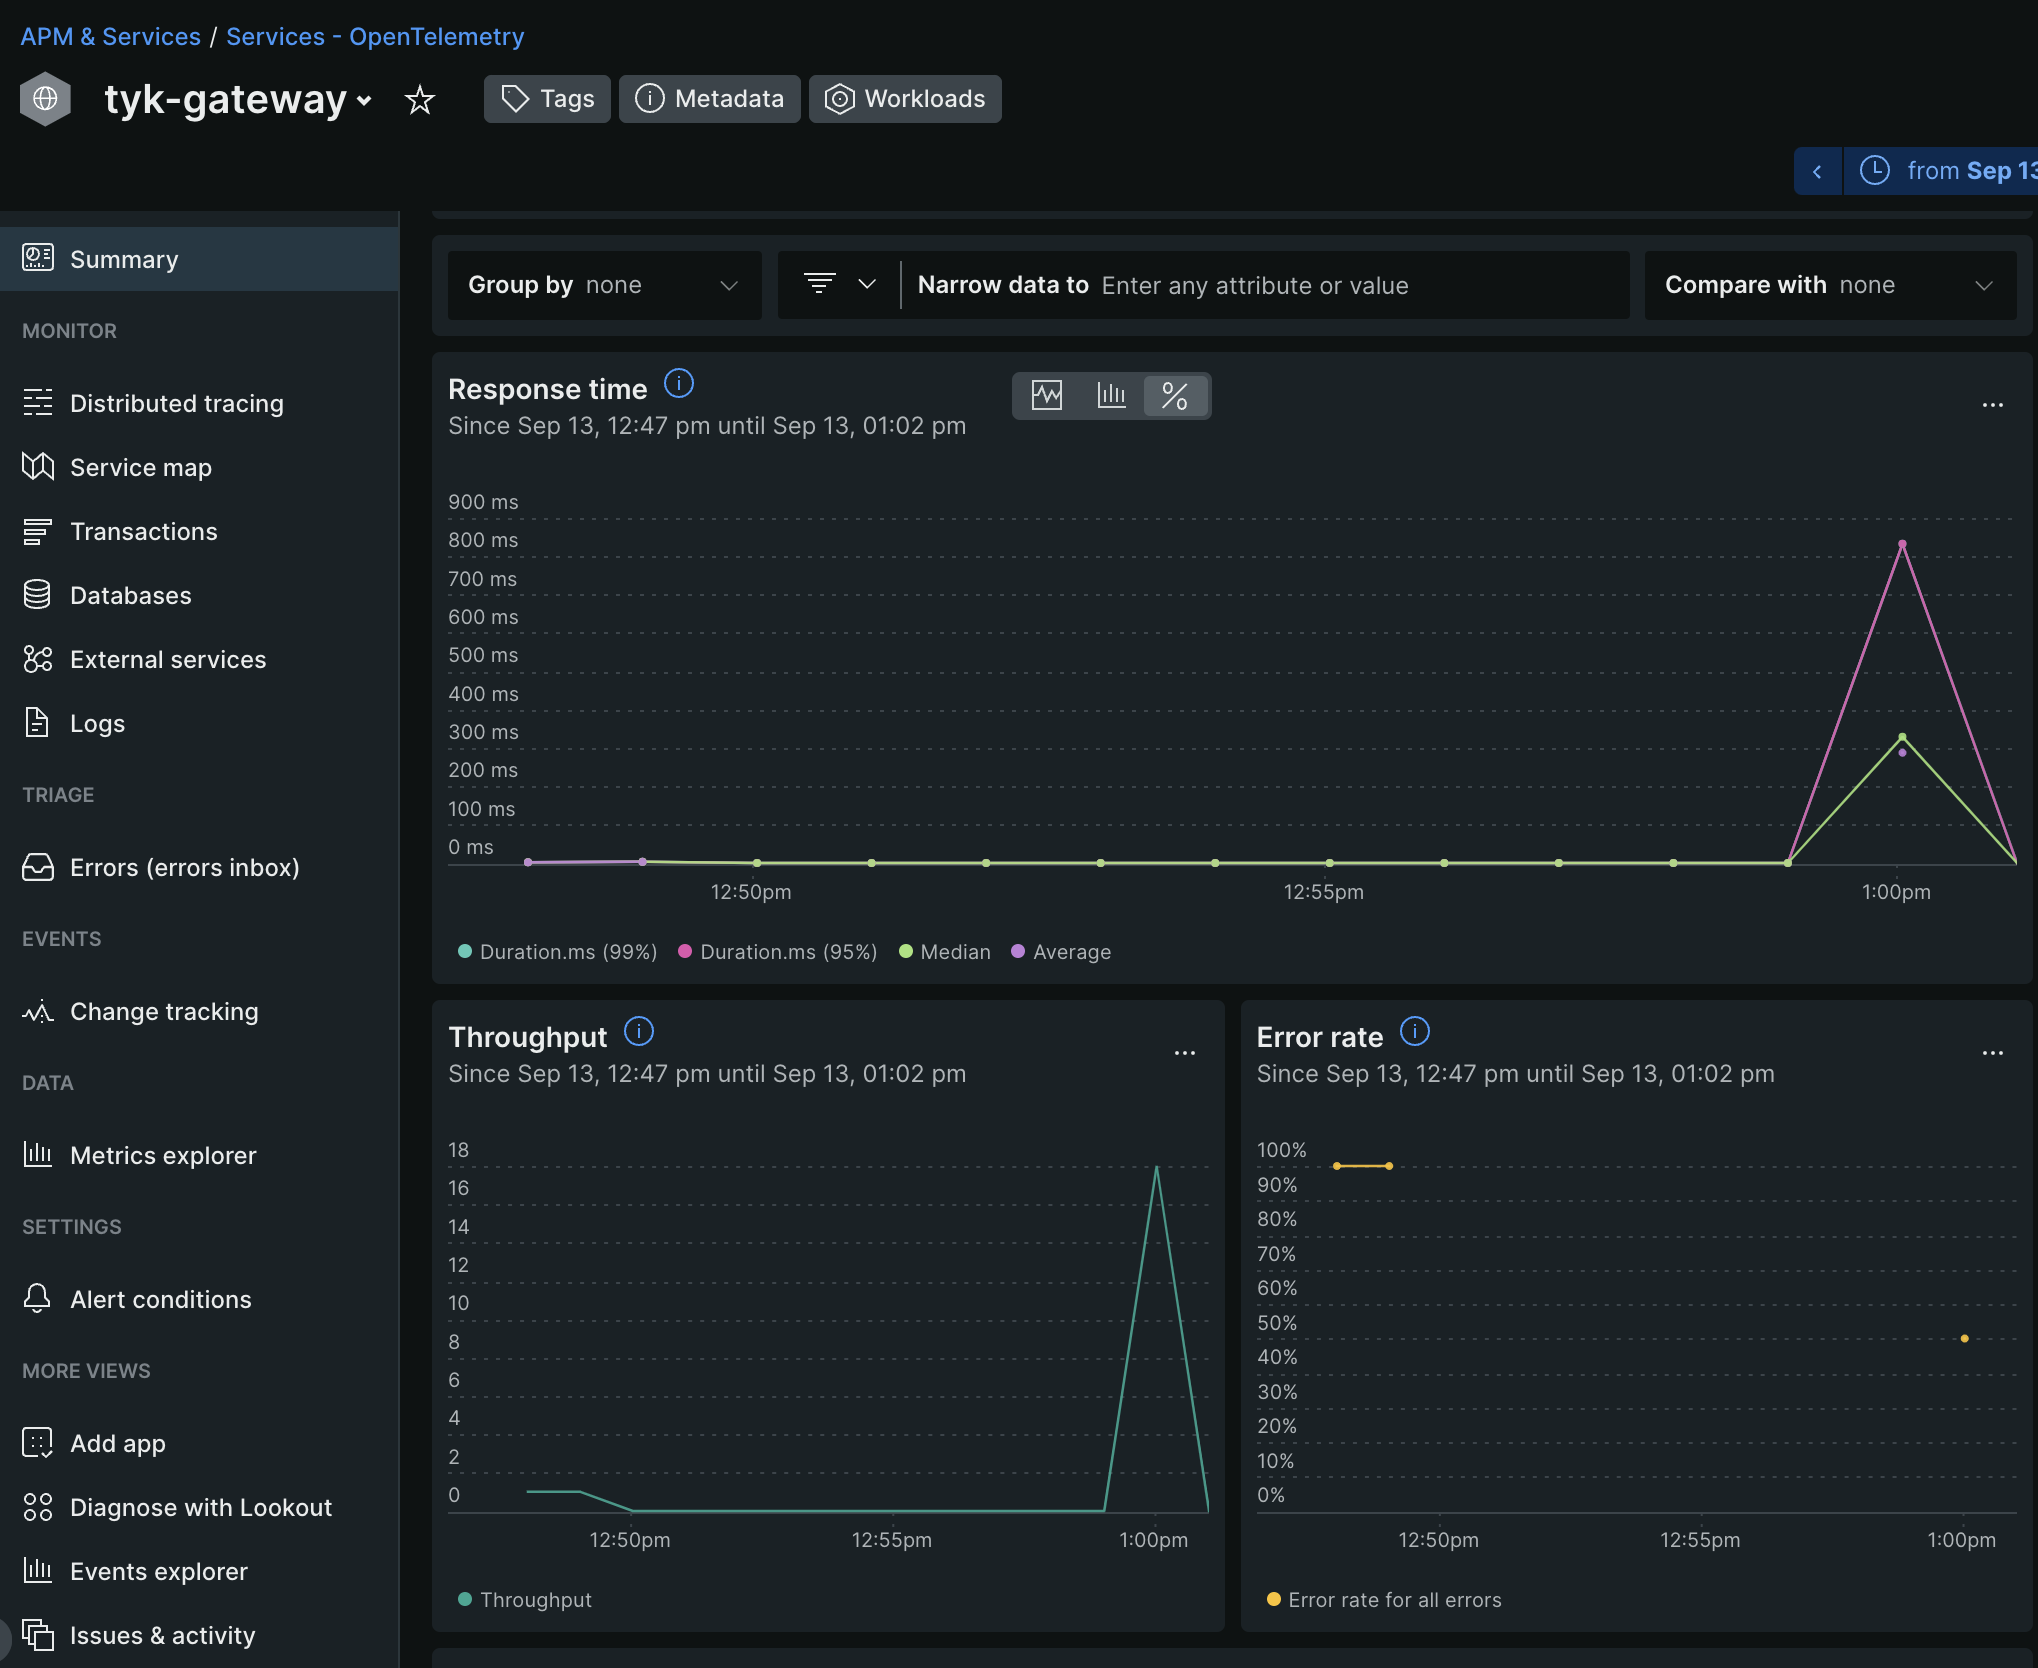 APM & Services / Services - OpenTelemetry
tyk-gateway
Tags
Metadata
Workloads
from Sep 13
Summary
MONITOR
Distributed tracing
Service map
Transactions
Databases
External services
Logs
TRIAGE
Errors (errors inbox)
EVENTS
Change tracking
DATA
Metrics explorer
SETTINGS
Alert conditions
MORE VIEWS
Add app
Diagnose with Lookout
Events explorer
Issues & activity
Group by none
Narrow data to Enter any attribute or value
Compare with none
Response time
Since Sep 13, 12:47 pm until Sep 13, 01:02 pm
%
900 ms
800 ms
700 ms
600 ms
500 ms
400 ms
300 ms
200 ms
100 ms
0 ms
12:50pm 12:55pm 1:00pm
Duration.ms (99%) Duration.ms (95%) Median Average
Throughput
Since Sep 13, 12:47 pm until Sep 13, 01:02 pm
18
16
14
12
10
8
6
4
2
0
12:50pm 12:55pm 1:00pm
Throughput
Error rate
Since Sep 13, 12:47 pm until Sep 13, 01:02 pm
100%
90%
80%
70%
60%
50%
40%
30%
20%
10%
0%
12:50pm 12:55pm 1:00pm
Error rate for all errors